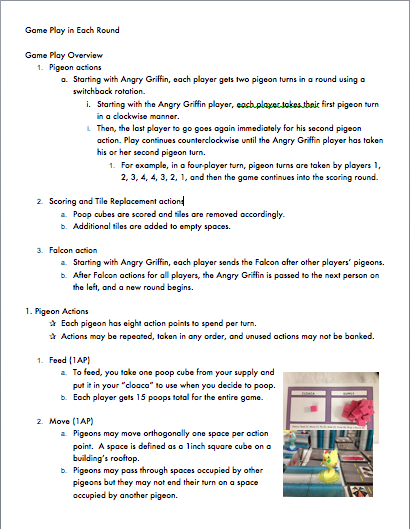 Game Play in Each Round
Game Play Overview
1. Pigeon actions
a. Starting with Angry Griffin, each player gets two pigeon turns in a round using a
switchback rotation.
i. Starting with the Angry Griffin player, each player takes their first pigeon turn
in a clockwise manner.
i. Then, the last player to go goes again immediately for his second pigeon
action. Play continues counterclockwise until the Angry Griffin player has taken
his or her second pigeon turn.
1. For example, in a four-player turn, pigeon turns are taken by players 1,
2, 3, 4, 4, 3, 2, 1, and then the game continues into the scoring round.
2. Scoring and Tile Replacement actions
a. Poop cubes are scored and tiles are removed accordingly.
b. Additional tiles are added to empty spaces.
3. Falcon action
a. Starting with Angry Griffin, each player sends the Falcon after other players' pigeons.
b. After Falcon actions for all players, the Angry Griffin is passed to the next person on
the left, and a new round begins.
1. Pigeon Actions
☆ Each pigeon has eight action points to spend per turn.
☆ Actions may be repeated, taken in any order, and unused actions may not be banked.
1. Feed (1AP)
a. To feed, you take one poop cube from your supply and
put it in your "cloaca" to use when you decide to poop.
b. Each player gets 15 poops total for the entire game.
2. Move (1AP)
a. Pigeons may move orthogonally one space per action
point. A space is defined as a 1inch square cube on a
building's rooftop.
b. Pigeons may pass through spaces occupied by other
pigeons but they may not end their turn on a space
occupied by another pigeon.